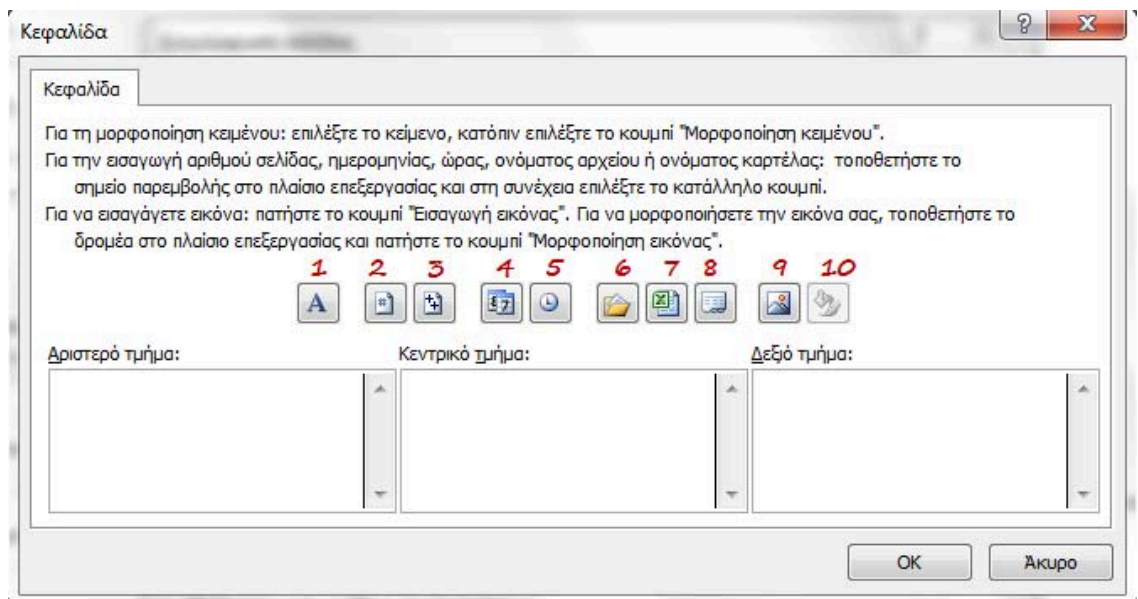 Κεφαλίδα
Κεφαλίδα
Για τη μορφοποίηση κειμένου: επιλέξτε το κείμενο, κατόπιν επιλέξτε το κουμπί "Μορφοποίηση κειμένου".
Για την εισαγωγή αριθμού σελίδας, ημερομηνίας, ώρας, ονόματος αρχείου ή ονόματος καρτέλας: τοποθετήστε το
σημείο παρεμβολής στο πλαίσιο επεξεργασίας και στη συνέχεια επιλέξτε το κατάλληλο κουμπί.
Για να εισαγάγετε εικόνα: πατήστε το κουμπί "Εισαγωγή εικόνας". Για να μορφοποιήσετε την εικόνα σας, τοποθετήστε το
δρομέα στο πλαίσιο επεξεργασίας και πατήστε το κουμπί "Μορφοποίηση εικόνας".
1 2 3 4 5 6 7 8 9 10
A
Αριστερό τμήμα: Κεντρικό τμήμα: Δεξιό τμήμα:
OK Άκυρο